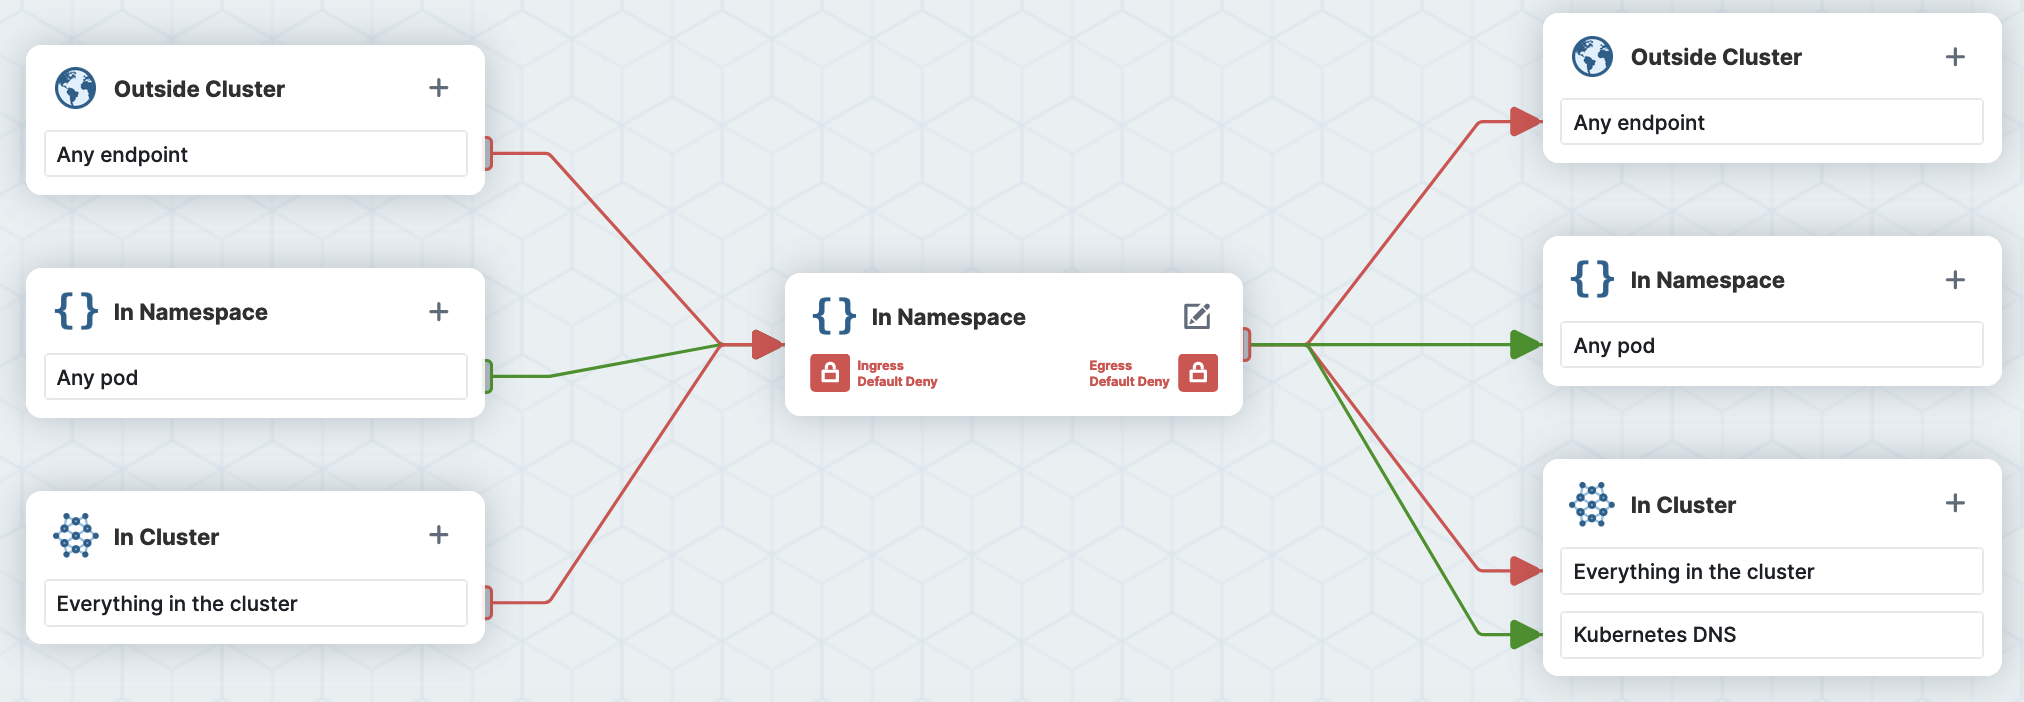 Outside Cluster
Any endpoint
In Namespace
Any pod
In Cluster
Everything in the cluster
In Namespace
Ingress
Default Deny
Egress
Default Deny
Outside Cluster
Any endpoint
In Namespace
Any pod
In Cluster
Everything in the cluster
Kubernetes DNS